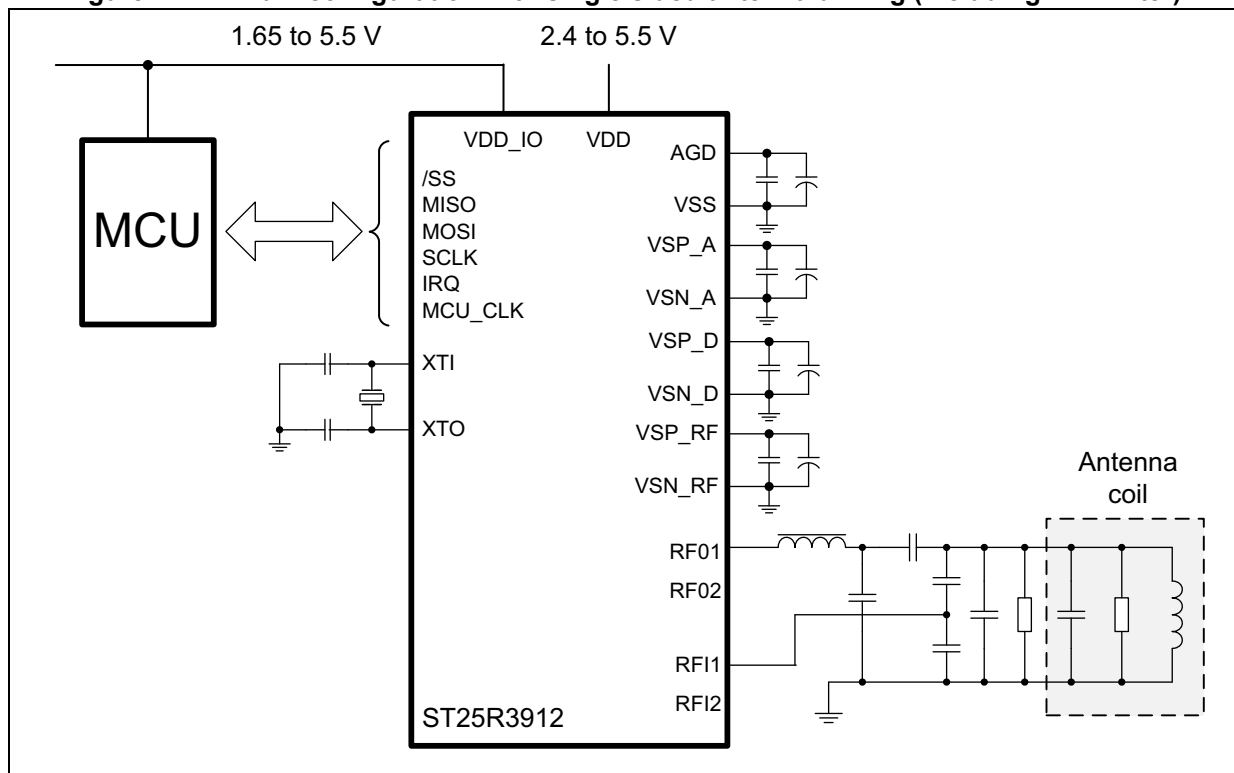 1.65 to 5.5 V
2.4 to 5.5 V
MCU
VDD_IO
VDD
/SS
MISO
MOSI
SCLK
IRQ
MCU_CLK
XTI
XTO
AGD
VSS
VSP_A
VSN_A
VSP_D
VSN_D
VSP_RF
VSN_RF
RF01
RF02
RFI1
RFI2
Antenna
coil
ST25R3912